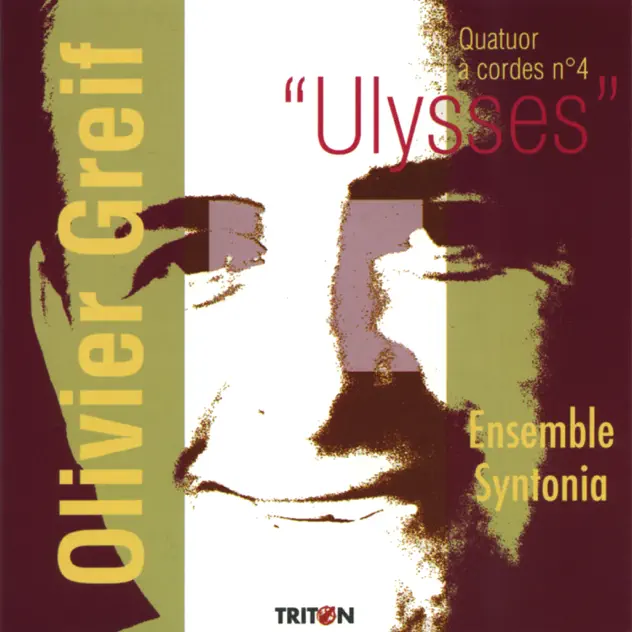 Olivier Greif
Quatuor
à cordes n°4
“Ulysses”
Ensemble
Syntonia
TRITON